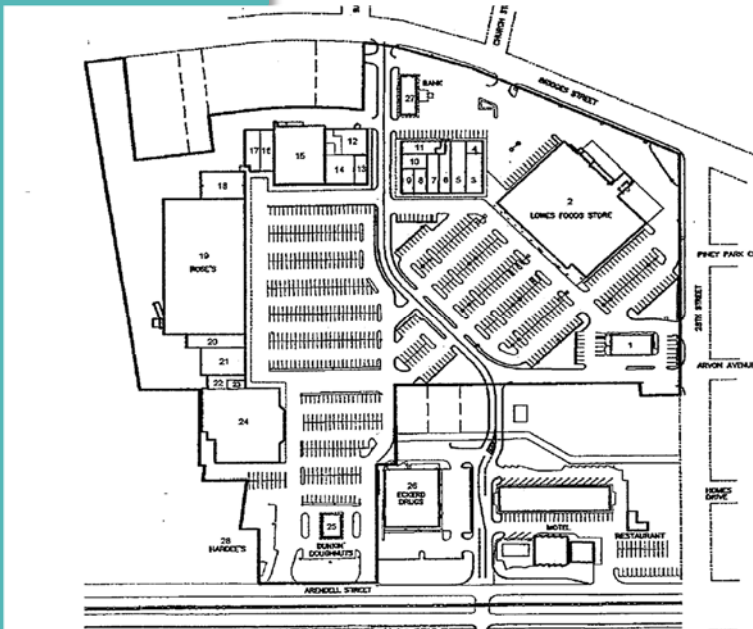 CHURCH ST.
BRIDGES STREET
BANK
27
17
16
15
12
14
13
11
4
10
9
8
7
6
5
3
2
LOWES FOODS STORE
18
19
ROSE'S
PINEY PARK C
28TH STREET
1
20
21
ARVON AVENUE
22
23
24
26
ECKERD
DRUGS
HOMES
DRIVE
25
DUNKIN'
DOUGHNUTS
28
HARDEE'S
MOTEL
RESTAURANT
ARENDELL STREET